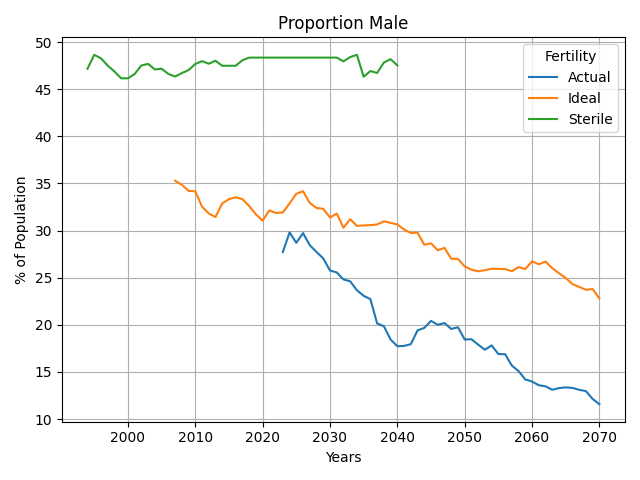 Proportion Male
50
45
40
35
30
25
20
15
10
% of Population
Fertility
Actual
Ideal
Sterile
2000 2010 2020 2030 2040 2050 2060 2070
Years